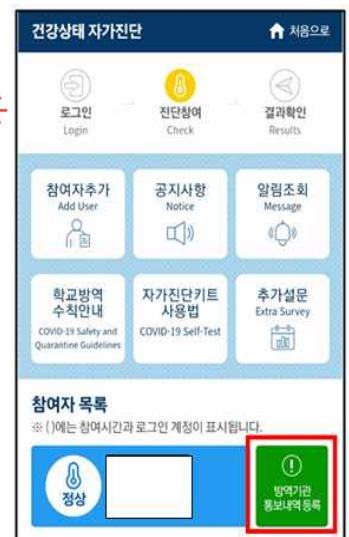 건강상태 자가진단
처음으로
로그인
Login
진단참여
Check
결과확인
Results
참여자추가
Add User
공지사항
Notice
알림조회
Message
학교방역
수칙안내
COVID-19 Safety and
Quarantine Guidelines
자가진단키트
사용법
COVID-19 Self-Test
추가설문
Extra Survey
참여자 목록
※ ( )에는 참여시간과 로그인 계정이 표시됩니다.
정상
방역기관
통보내역 등록